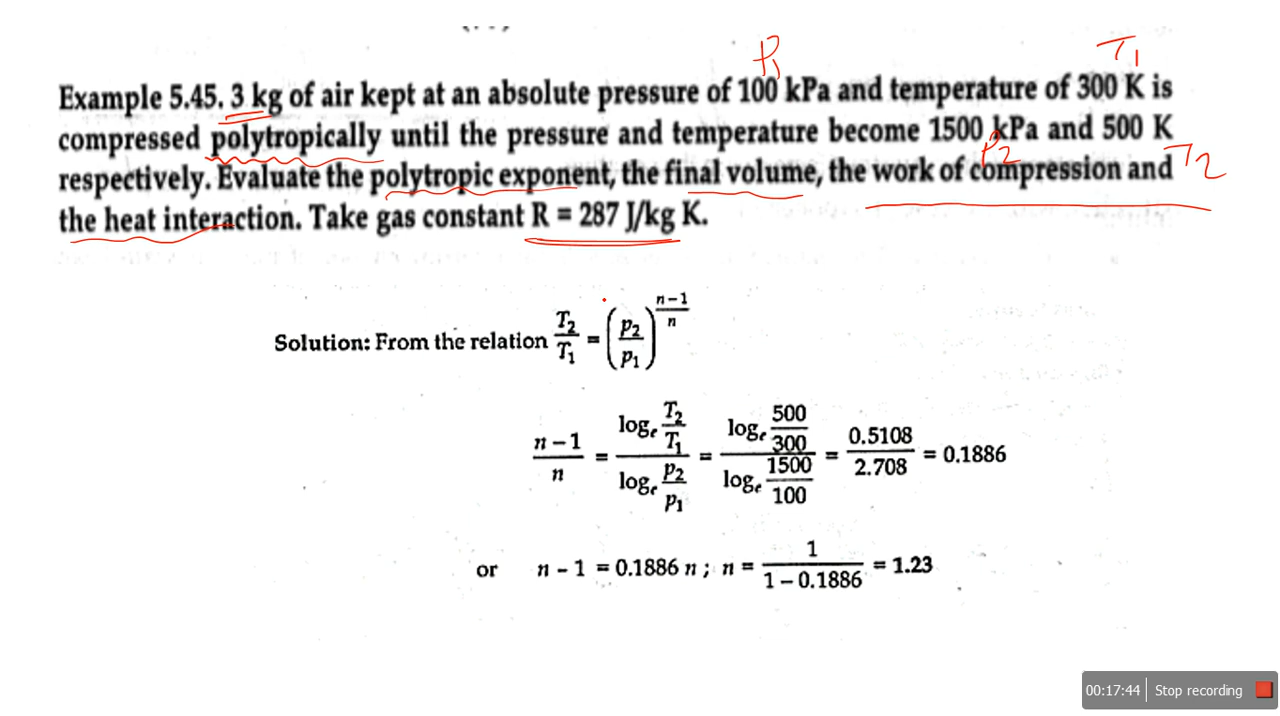 P1
T1
Example 5.45. 3 kg of air kept at an absolute pressure of 100 kPa and temperature of 300 K is
compressed polytropically until the pressure and temperature become 1500 kPa and 500 K
P2
T2
respectively. Evaluate the polytropic exponent, the final volume, the work of compression and
the heat interaction. Take gas constant R = 287 J/kg K.
Solution: From the relation T₂/T₁ = (p₂/p₁)^((n−1)/n)
(n−1)/n = logₑ(T₂/T₁) / logₑ(p₂/p₁) = logₑ(500/300) / logₑ(1500/100) = 0.5108/2.708 = 0.1886
or n − 1 = 0.1886 n ; n = 1/(1 − 0.1886) = 1.23
00:17:44 Stop recording